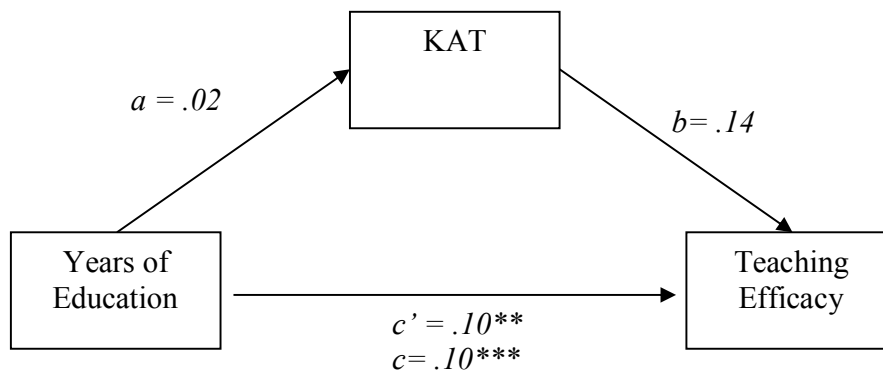 KAT
a = .02
b= .14
Years of
Education
Teaching
Efficacy
c’ = .10**
c= .10***